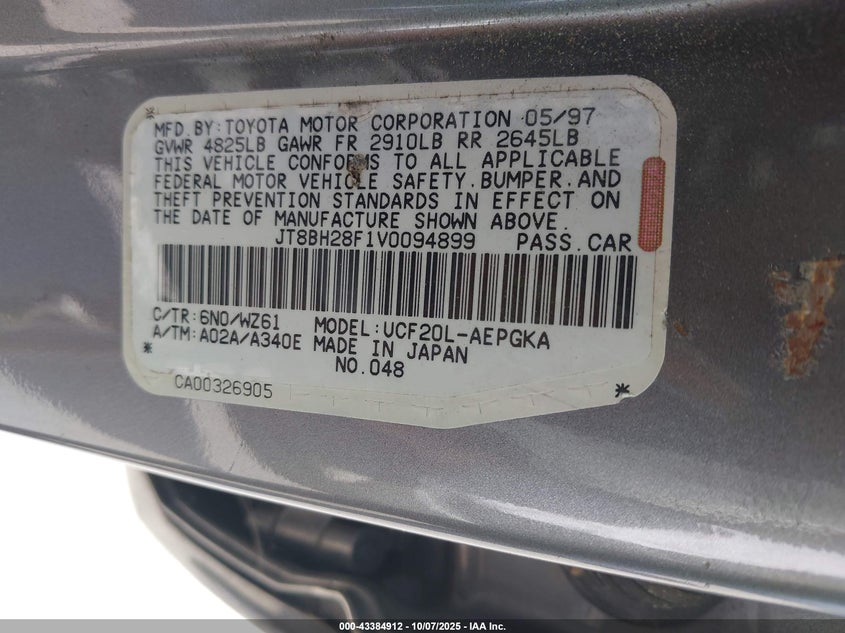 MFD.BY:TOYOTA MOTOR CORPORATION 05/97
GVWR 4825LB GAWR FR 2910LB RR 2645LB
THIS VEHICLE CONFORMS TO ALL APPLICABLE
FEDERAL MOTOR VEHICLE SAFETY.BUMPER.AND
THEFT PREVENTION STANDARDS IN EFFECT ON
THE DATE OF MANUFACTURE SHOWN ABOVE.
JT8BH28F1V0094899 PASS.CAR
C/TR:6N0/WZ61 MODEL:UCF20L-AEPGKA
A/TM:A02A/A340E MADE IN JAPAN
NO.048
CA00326905
000-43384912 - 10/07/2025 - IAA Inc.